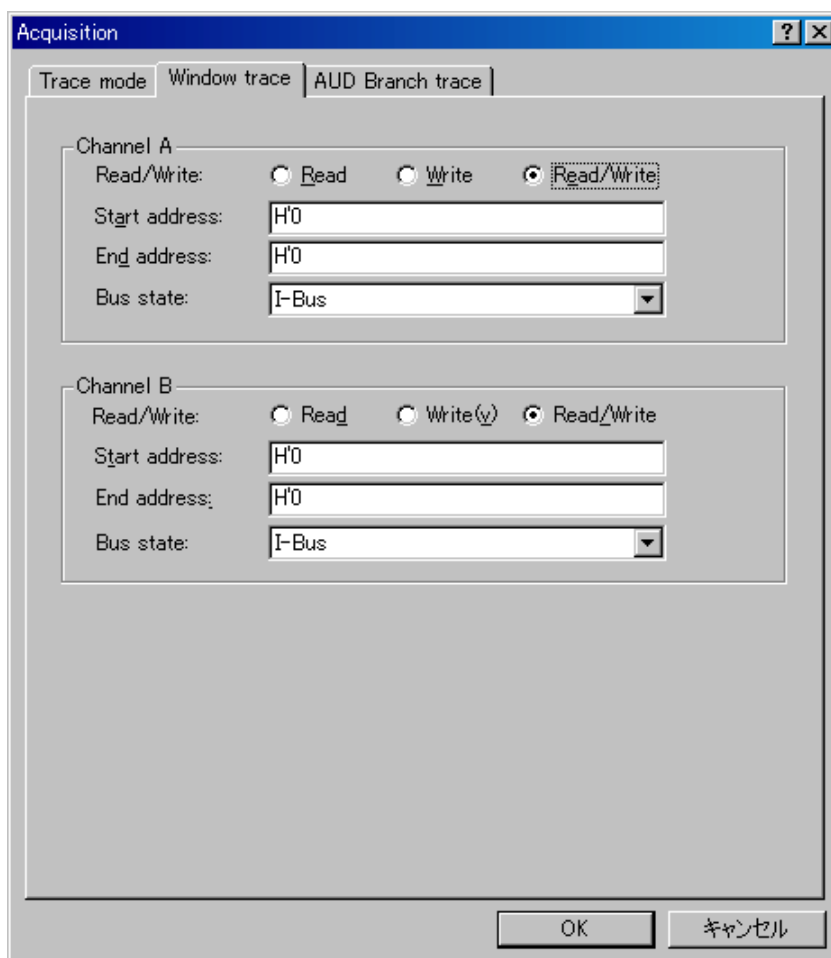 Acquisition
Trace mode Window trace AUD Branch trace
Channel A
Read/Write: Read Write Read/Write
Start address: H'0
End address: H'0
Bus state: I-Bus
Channel B
Read/Write: Read Write(v) Read/Write
Start address: H'0
End address: H'0
Bus state: I-Bus
OK キャンセル